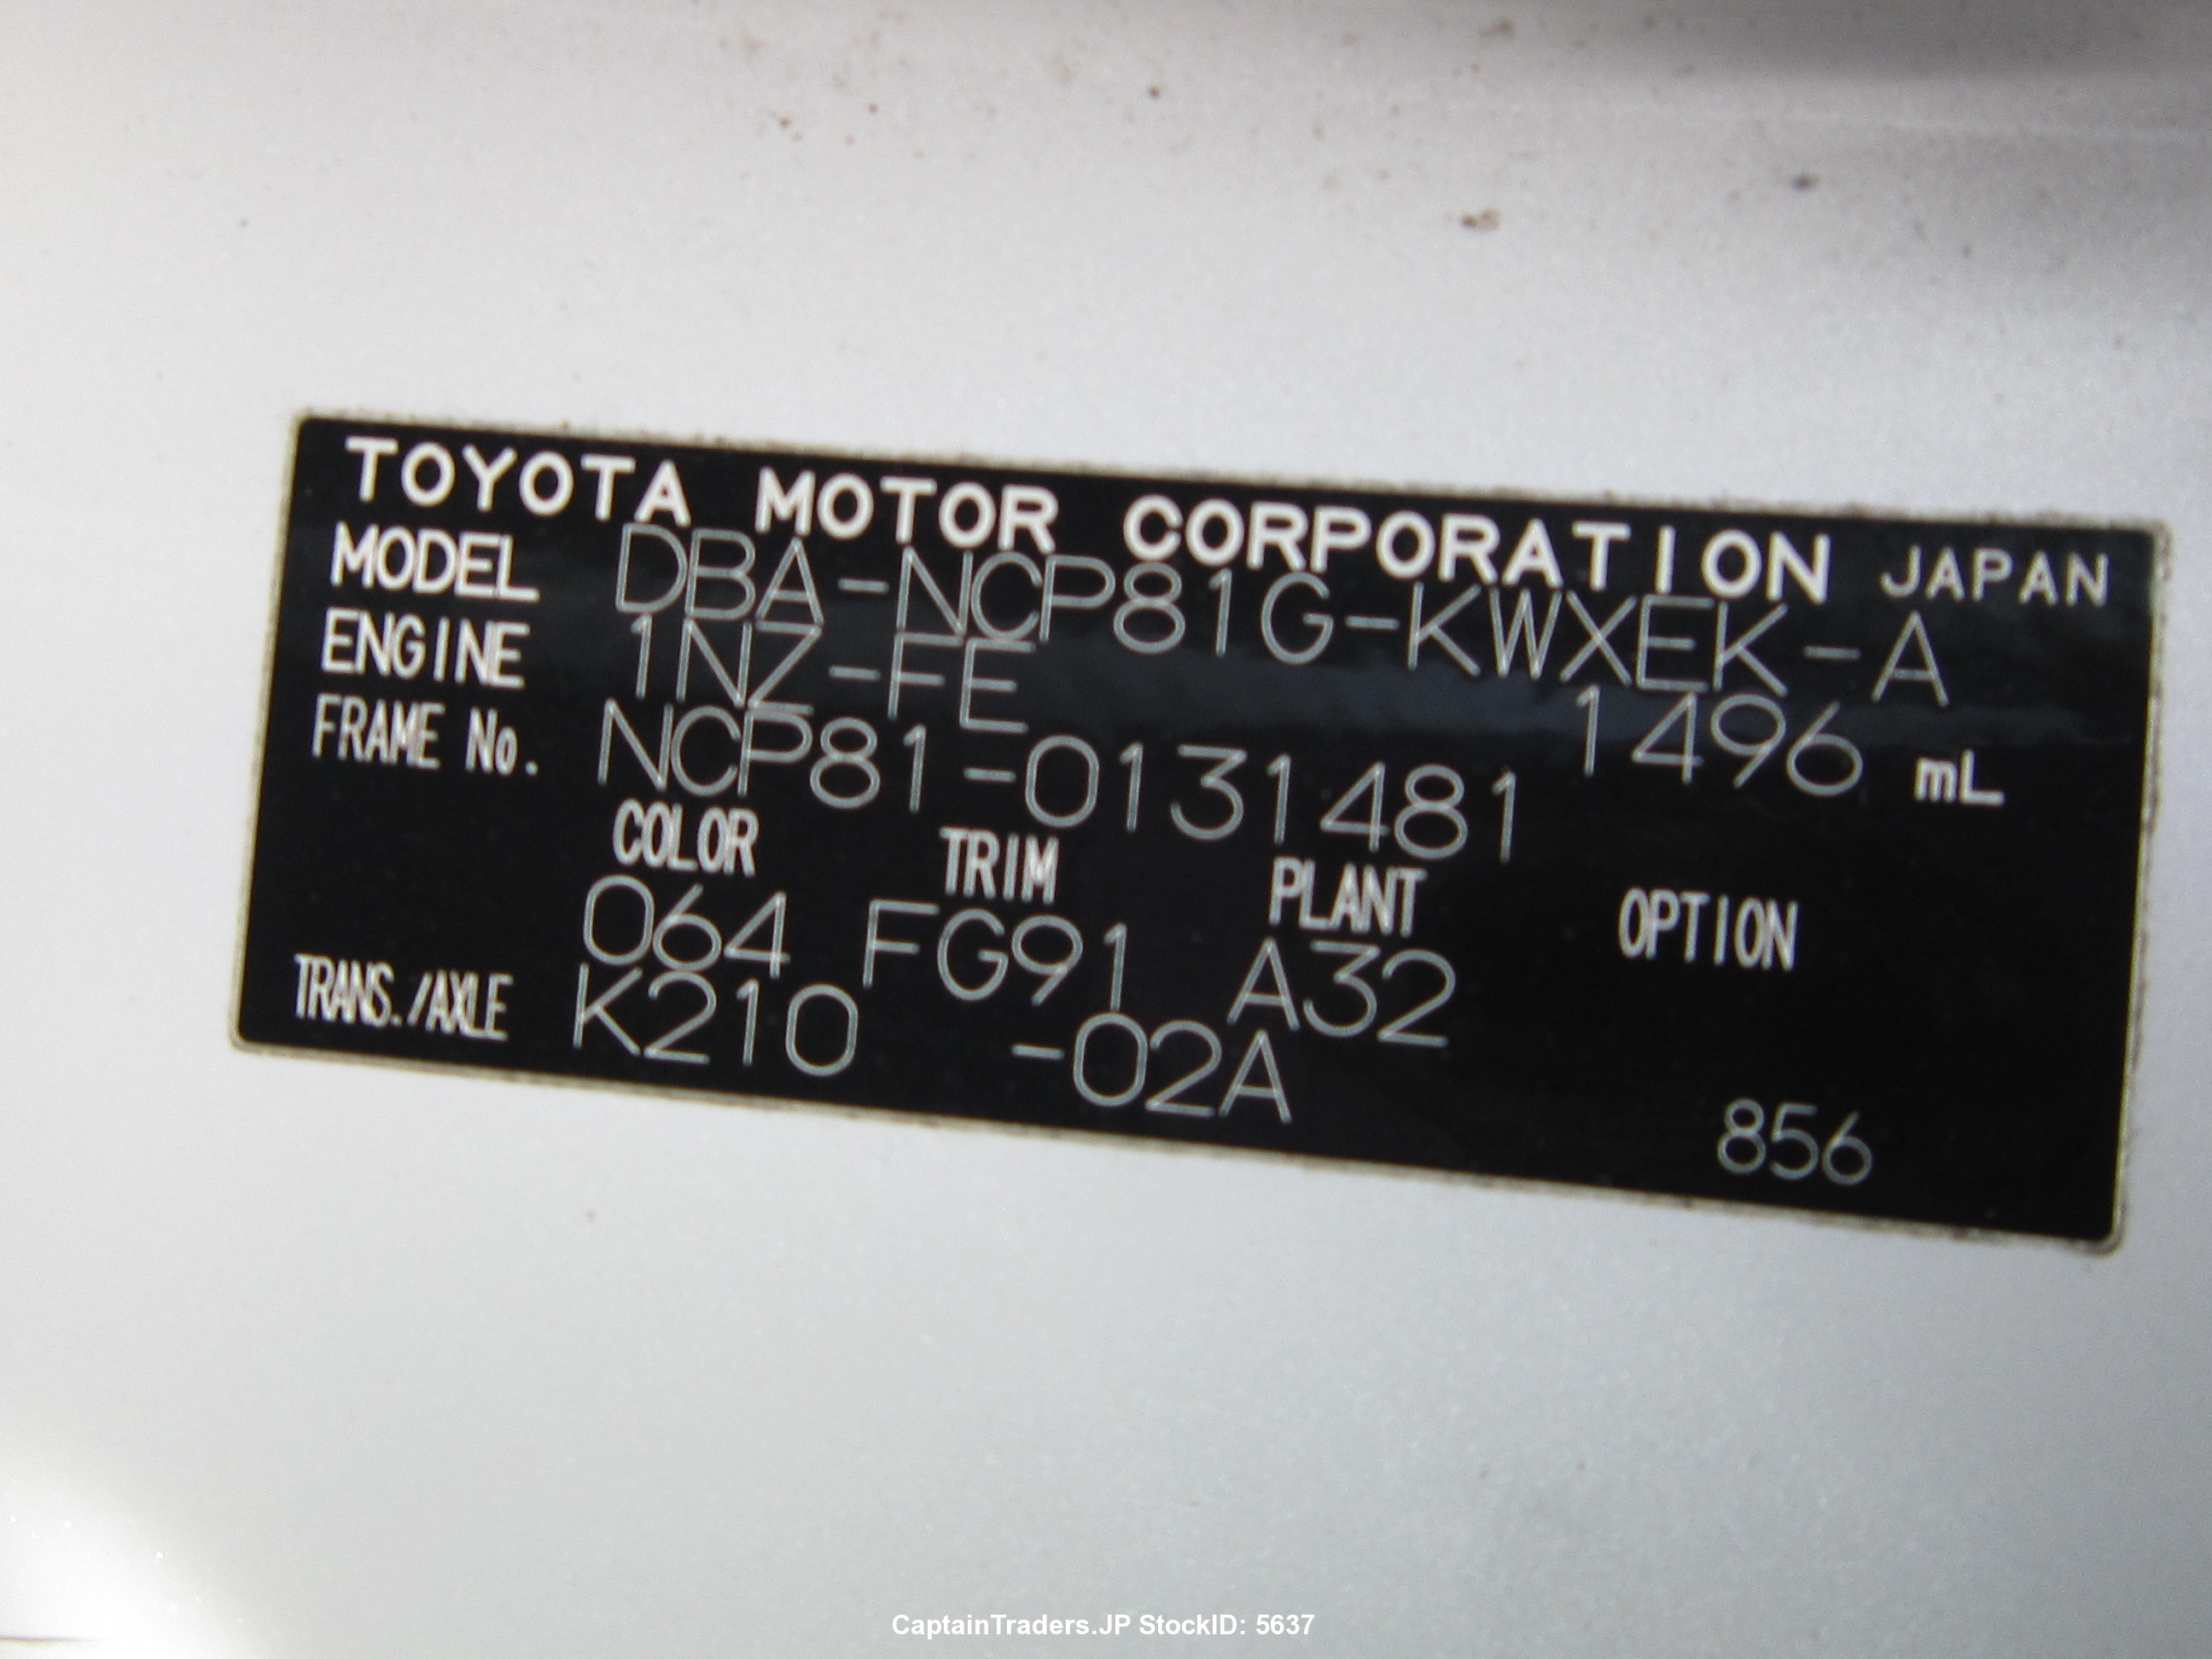 TOYOTA MOTOR CORPORATION JAPAN
MODEL DBA-NCP81G-KWXEK-A
ENGINE 1NZ-FE 1496 mL
FRAME No. NCP81-0131481
COLOR TRIM PLANT OPTION
064 FG91 A32
TRANS./AXLE K210 -02A
856
CaptainTraders.JP StockID: 5637